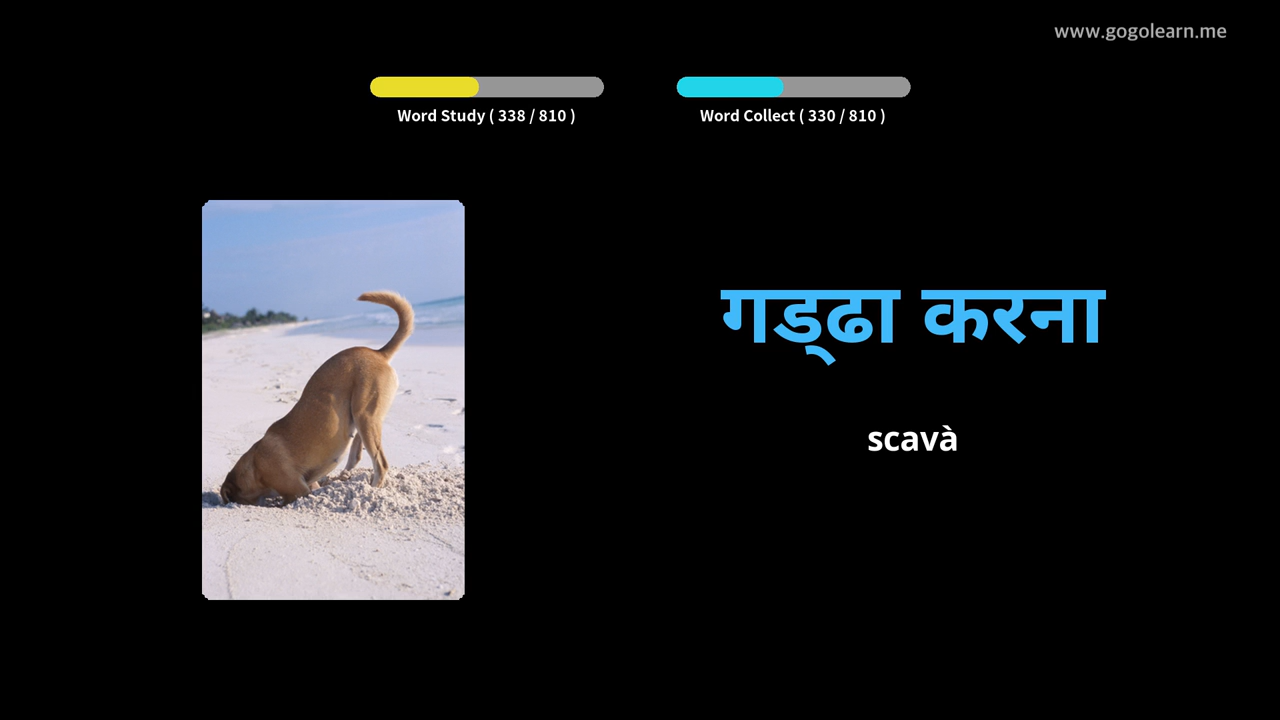 www.gogolearn.me
Word Study ( 338 / 810 )
Word Collect ( 330 / 810 )
गड्ढा करना
scavà